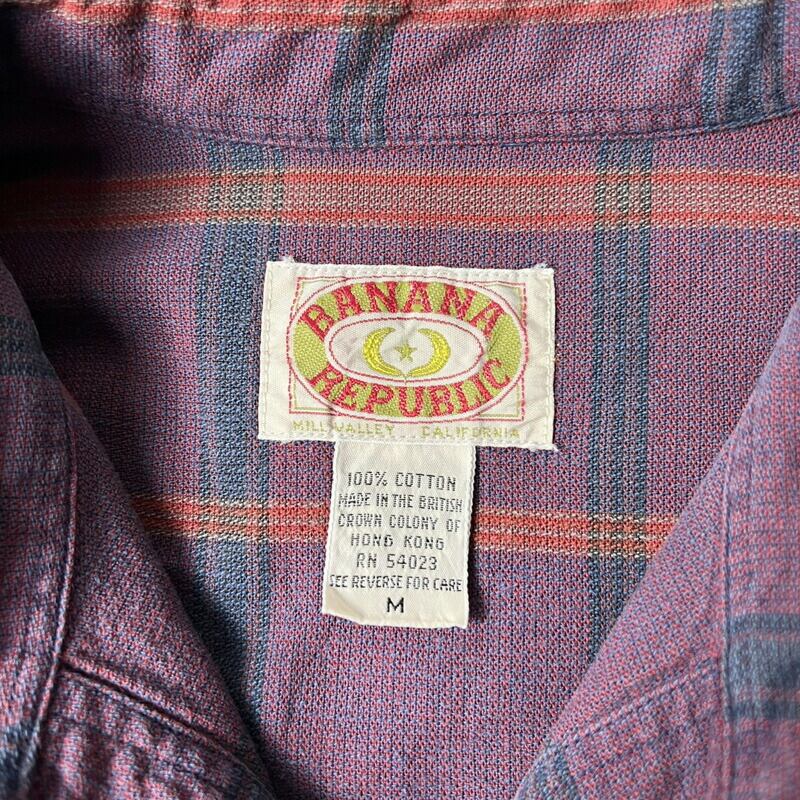 BANANA
REPUBLIC
MILL VALLEY CALIFORNIA
100% COTTON
MADE IN THE BRITISH
CROWN COLONY OF
HONG KONG
RN 54023
SEE REVERSE FOR CARE
M